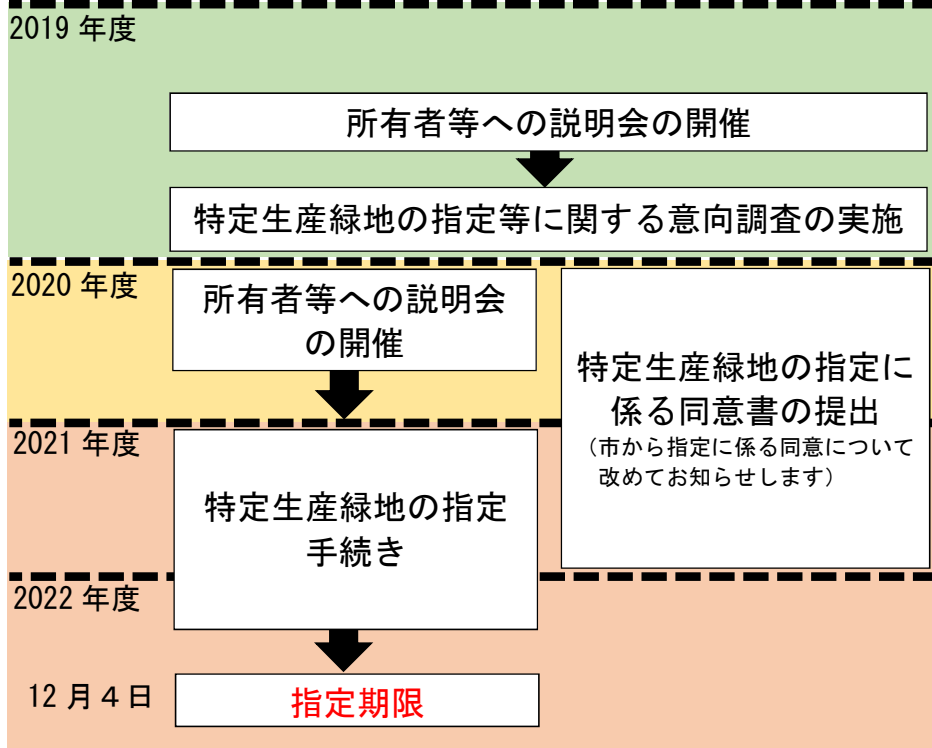 2019 年度
所有者等への説明会の開催
特定生産緑地の指定等に関する意向調査の実施
2020 年度
所有者等への説明会
の開催
特定生産緑地の指定に
係る同意書の提出
（市から指定に係る同意について
改めてお知らせします）
2021 年度
特定生産緑地の指定
手続き
2022 年度
12 月 4 日
指定期限